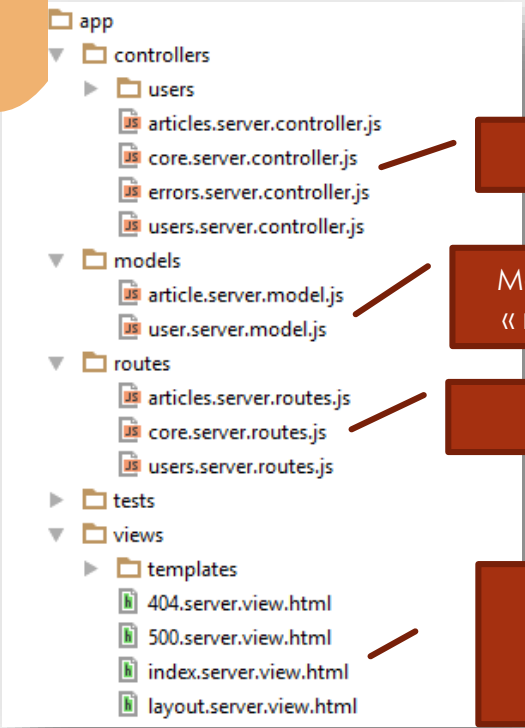 app
controllers
users
articles.server.controller.js
core.server.controller.js
errors.server.controller.js
users.server.controller.js
models
article.server.model.js
user.server.model.js
routes
articles.server.routes.js
core.server.routes.js
users.server.routes.js
tests
views
templates
404.server.view.html
500.server.view.html
index.server.view.html
layout.server.view.html